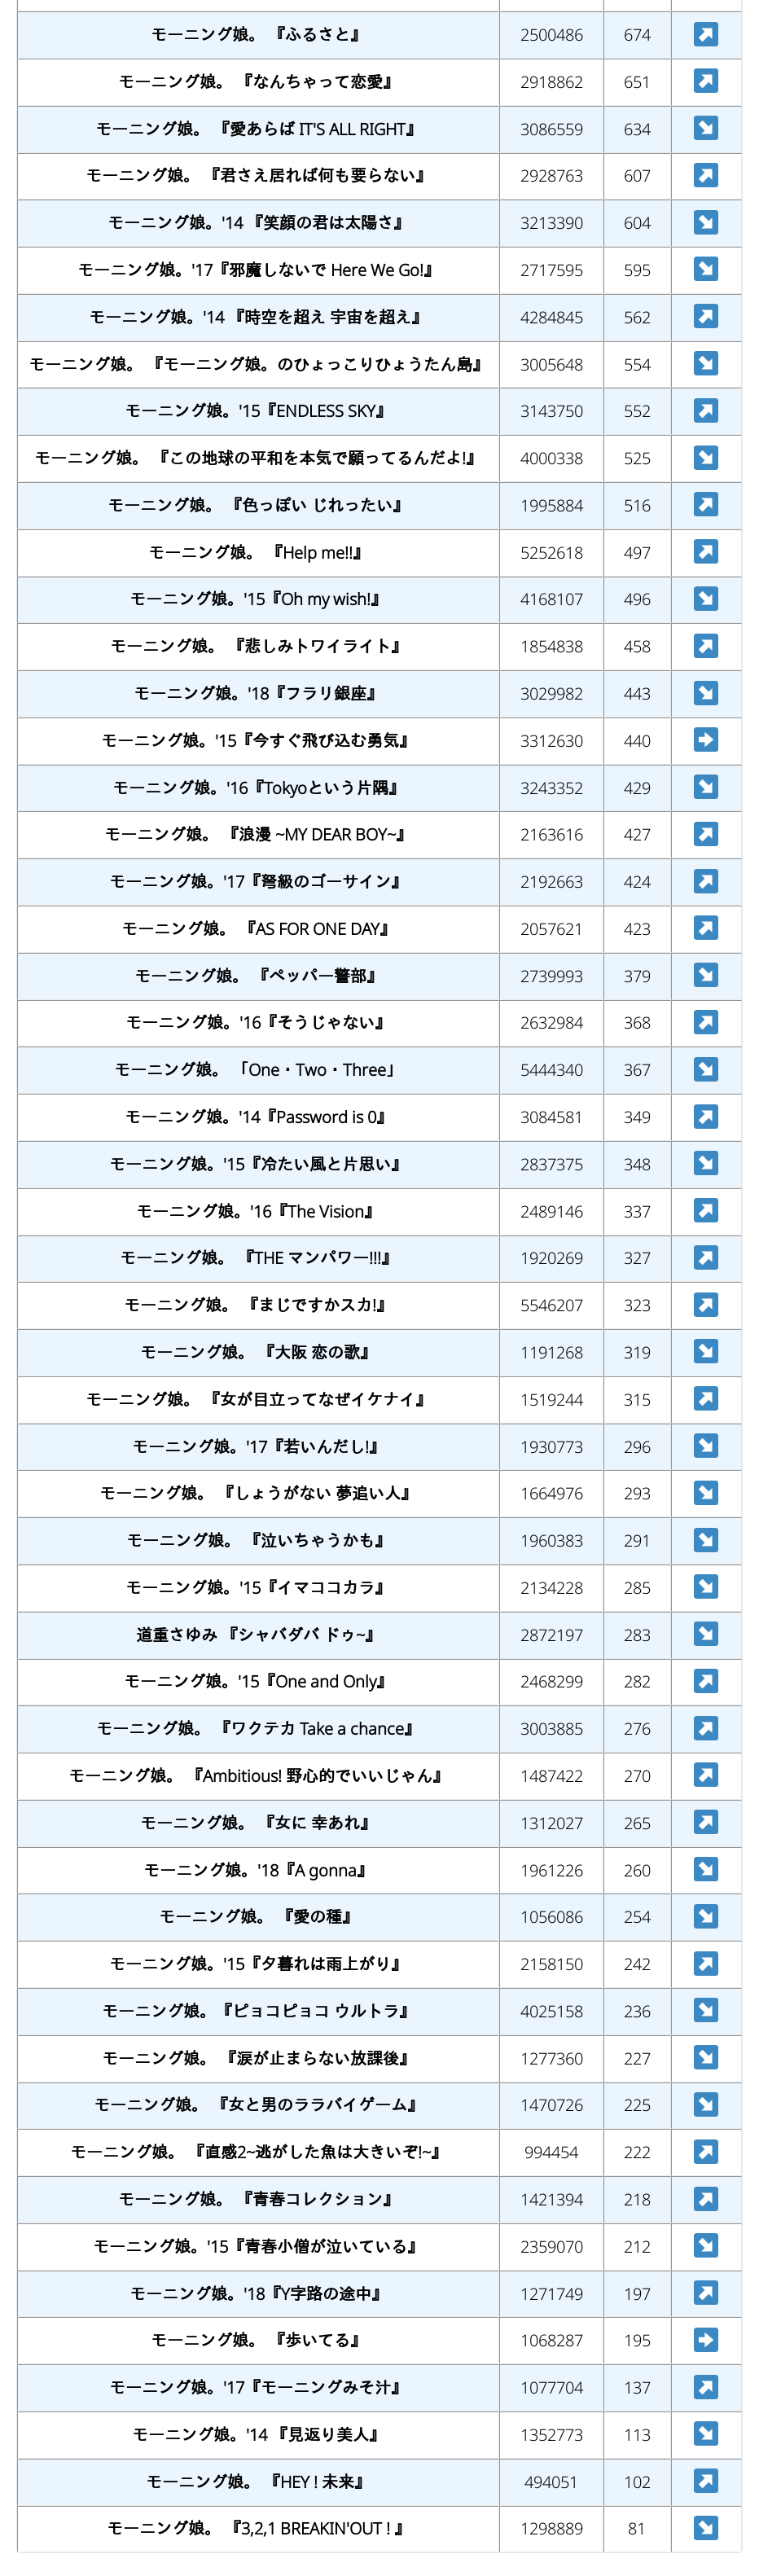 モーニング娘。 『ふるさと』 2500486 674 ↗
モーニング娘。 『なんちゃって恋愛』 2918862 651 ↗
モーニング娘。 『愛あらば IT'S ALL RIGHT』 3086559 634 ↘
モーニング娘。 『君さえ居れば何も要らない』 2928763 607 ↗
モーニング娘。'14 『笑顔の君は太陽さ』 3213390 604 ↘
モーニング娘。'17『邪魔しないで Here We Go!』 2717595 595 ↘
モーニング娘。'14 『時空を超え 宇宙を超え』 4284845 562 ↗
モーニング娘。 『モーニング娘。のひょっこりひょうたん島』 3005648 554 ↘
モーニング娘。'15『ENDLESS SKY』 3143750 552 ↗
モーニング娘。 『この地球の平和を本気で願ってるんだよ!』 4000338 525 ↘
モーニング娘。 『色っぽい じれったい』 1995884 516 ↗
モーニング娘。 『Help me!!』 5252618 497 ↗
モーニング娘。'15『Oh my wish!』 4168107 496 ↘
モーニング娘。 『悲しみトワイライト』 1854838 458 ↗
モーニング娘。'18『フラリ銀座』 3029982 443 ↘
モーニング娘。'15『今すぐ飛び込む勇気』 3312630 440 →
モーニング娘。'16『Tokyoという片隅』 3243352 429 ↘
モーニング娘。 『浪漫 ~MY DEAR BOY~』 2163616 427 ↗
モーニング娘。'17『弩級のゴーサイン』 2192663 424 ↗
モーニング娘。 『AS FOR ONE DAY』 2057621 423 ↗
モーニング娘。 『ペッパー警部』 2739993 379 ↘
モーニング娘。'16『そうじゃない』 2632984 368 ↗
モーニング娘。 「One・Two・Three」 5444340 367 ↘
モーニング娘。'14『Password is 0』 3084581 349 ↗
モーニング娘。'15『冷たい風と片思い』 2837375 348 ↘
モーニング娘。'16『The Vision』 2489146 337 ↗
モーニング娘。 『THE マンパワー!!!』 1920269 327 ↗
モーニング娘。 『まじですかスカ!』 5546207 323 ↗
モーニング娘。 『大阪 恋の歌』 1191268 319 ↘
モーニング娘。 『女が目立ってなぜイケナイ』 1519244 315 ↗
モーニング娘。'17『若いんだし!』 1930773 296 ↘
モーニング娘。 『しょうがない 夢追い人』 1664976 293 ↘
モーニング娘。 『泣いちゃうかも』 1960383 291 ↘
モーニング娘。'15『イマココカラ』 2134228 285 ↘
道重さゆみ 『シャバダバ ドゥ~』 2872197 283 ↘
モーニング娘。'15『One and Only』 2468299 282 ↗
モーニング娘。 『ワクテカ Take a chance』 3003885 276 ↗
モーニング娘。 『Ambitious! 野心的でいいじゃん』 1487422 270 ↗
モーニング娘。 『女に 幸あれ』 1312027 265 ↗
モーニング娘。'18『A gonna』 1961226 260 ↘
モーニング娘。 『愛の種』 1056086 254 ↘
モーニング娘。'15『夕暮れは雨上がり』 2158150 242 ↗
モーニング娘。『ピョコピョコ ウルトラ』 4025158 236 ↘
モーニング娘。 『涙が止まらない放課後』 1277360 227 ↘
モーニング娘。 『女と男のララバイゲーム』 1470726 225 ↘
モーニング娘。 『直感2~逃がした魚は大きいぞ!~』 994454 222 ↗
モーニング娘。 『青春コレクション』 1421394 218 ↗
モーニング娘。'15『青春小僧が泣いている』 2359070 212 ↘
モーニング娘。'18『Y字路の途中』 1271749 197 ↗
モーニング娘。 『歩いてる』 1068287 195 →
モーニング娘。'17『モーニングみそ汁』 1077704 137 ↗
モーニング娘。'14 『見返り美人』 1352773 113 ↘
モーニング娘。 『HEY ! 未来』 494051 102 ↗
モーニング娘。 『3,2,1 BREAKIN'OUT ! 』 1298889 81 ↘